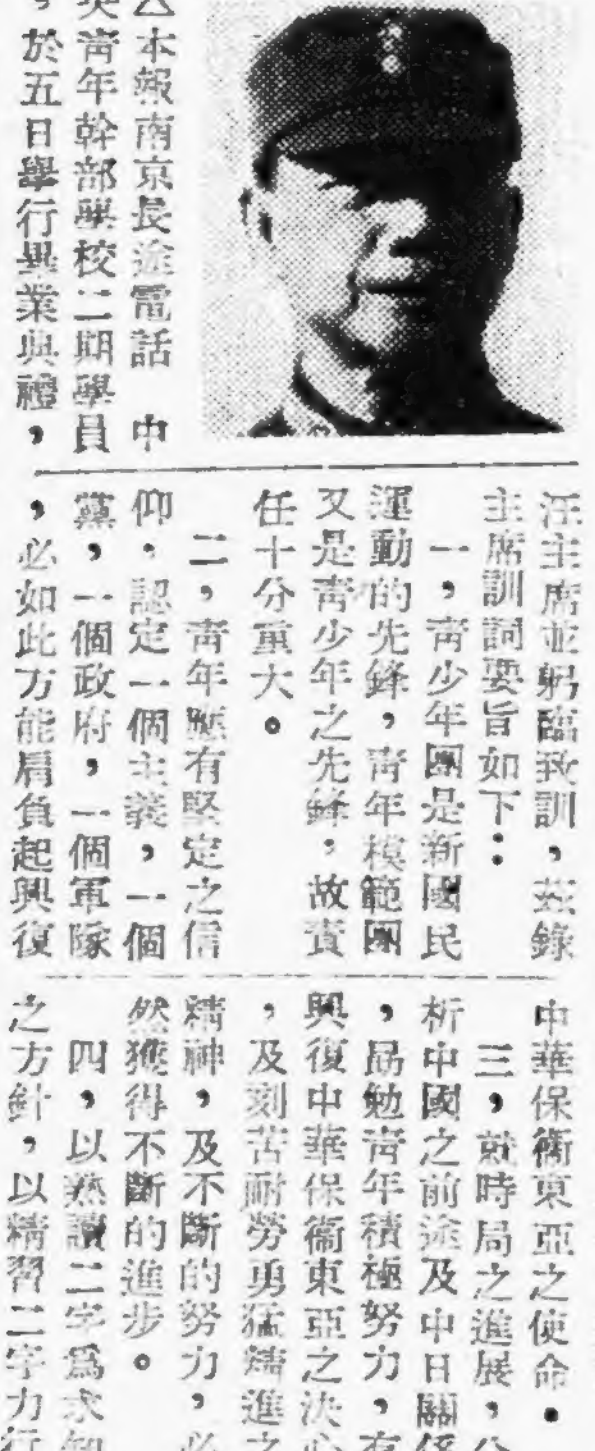 本報南京長途電話　中
央青年幹部學校二期學員
，於五日舉行畢業典禮，
汪主席並躬臨致訓，茲錄
主席訓詞要旨如下：
一，青少年團是新國民
運動的先鋒，青年模範團
又是青少年之先鋒，故責
任十分重大。
二，青年應有堅定之信
仰，認定一個主義，一個
黨，一個政府，一個軍隊
，必如此方能肩負起興復
中華保衞東亞之使命。
三，就時局之進展，分
析中國之前途及中日關係
，勗勉青年積極努力，有
興復中華保衞東亞之決心
，及刻苦耐勞勇猛精進之
精神，及不斷的努力，必
然獲得不斷的進步。
四，以熟讀二字爲求知
之方針，以精習二字力行